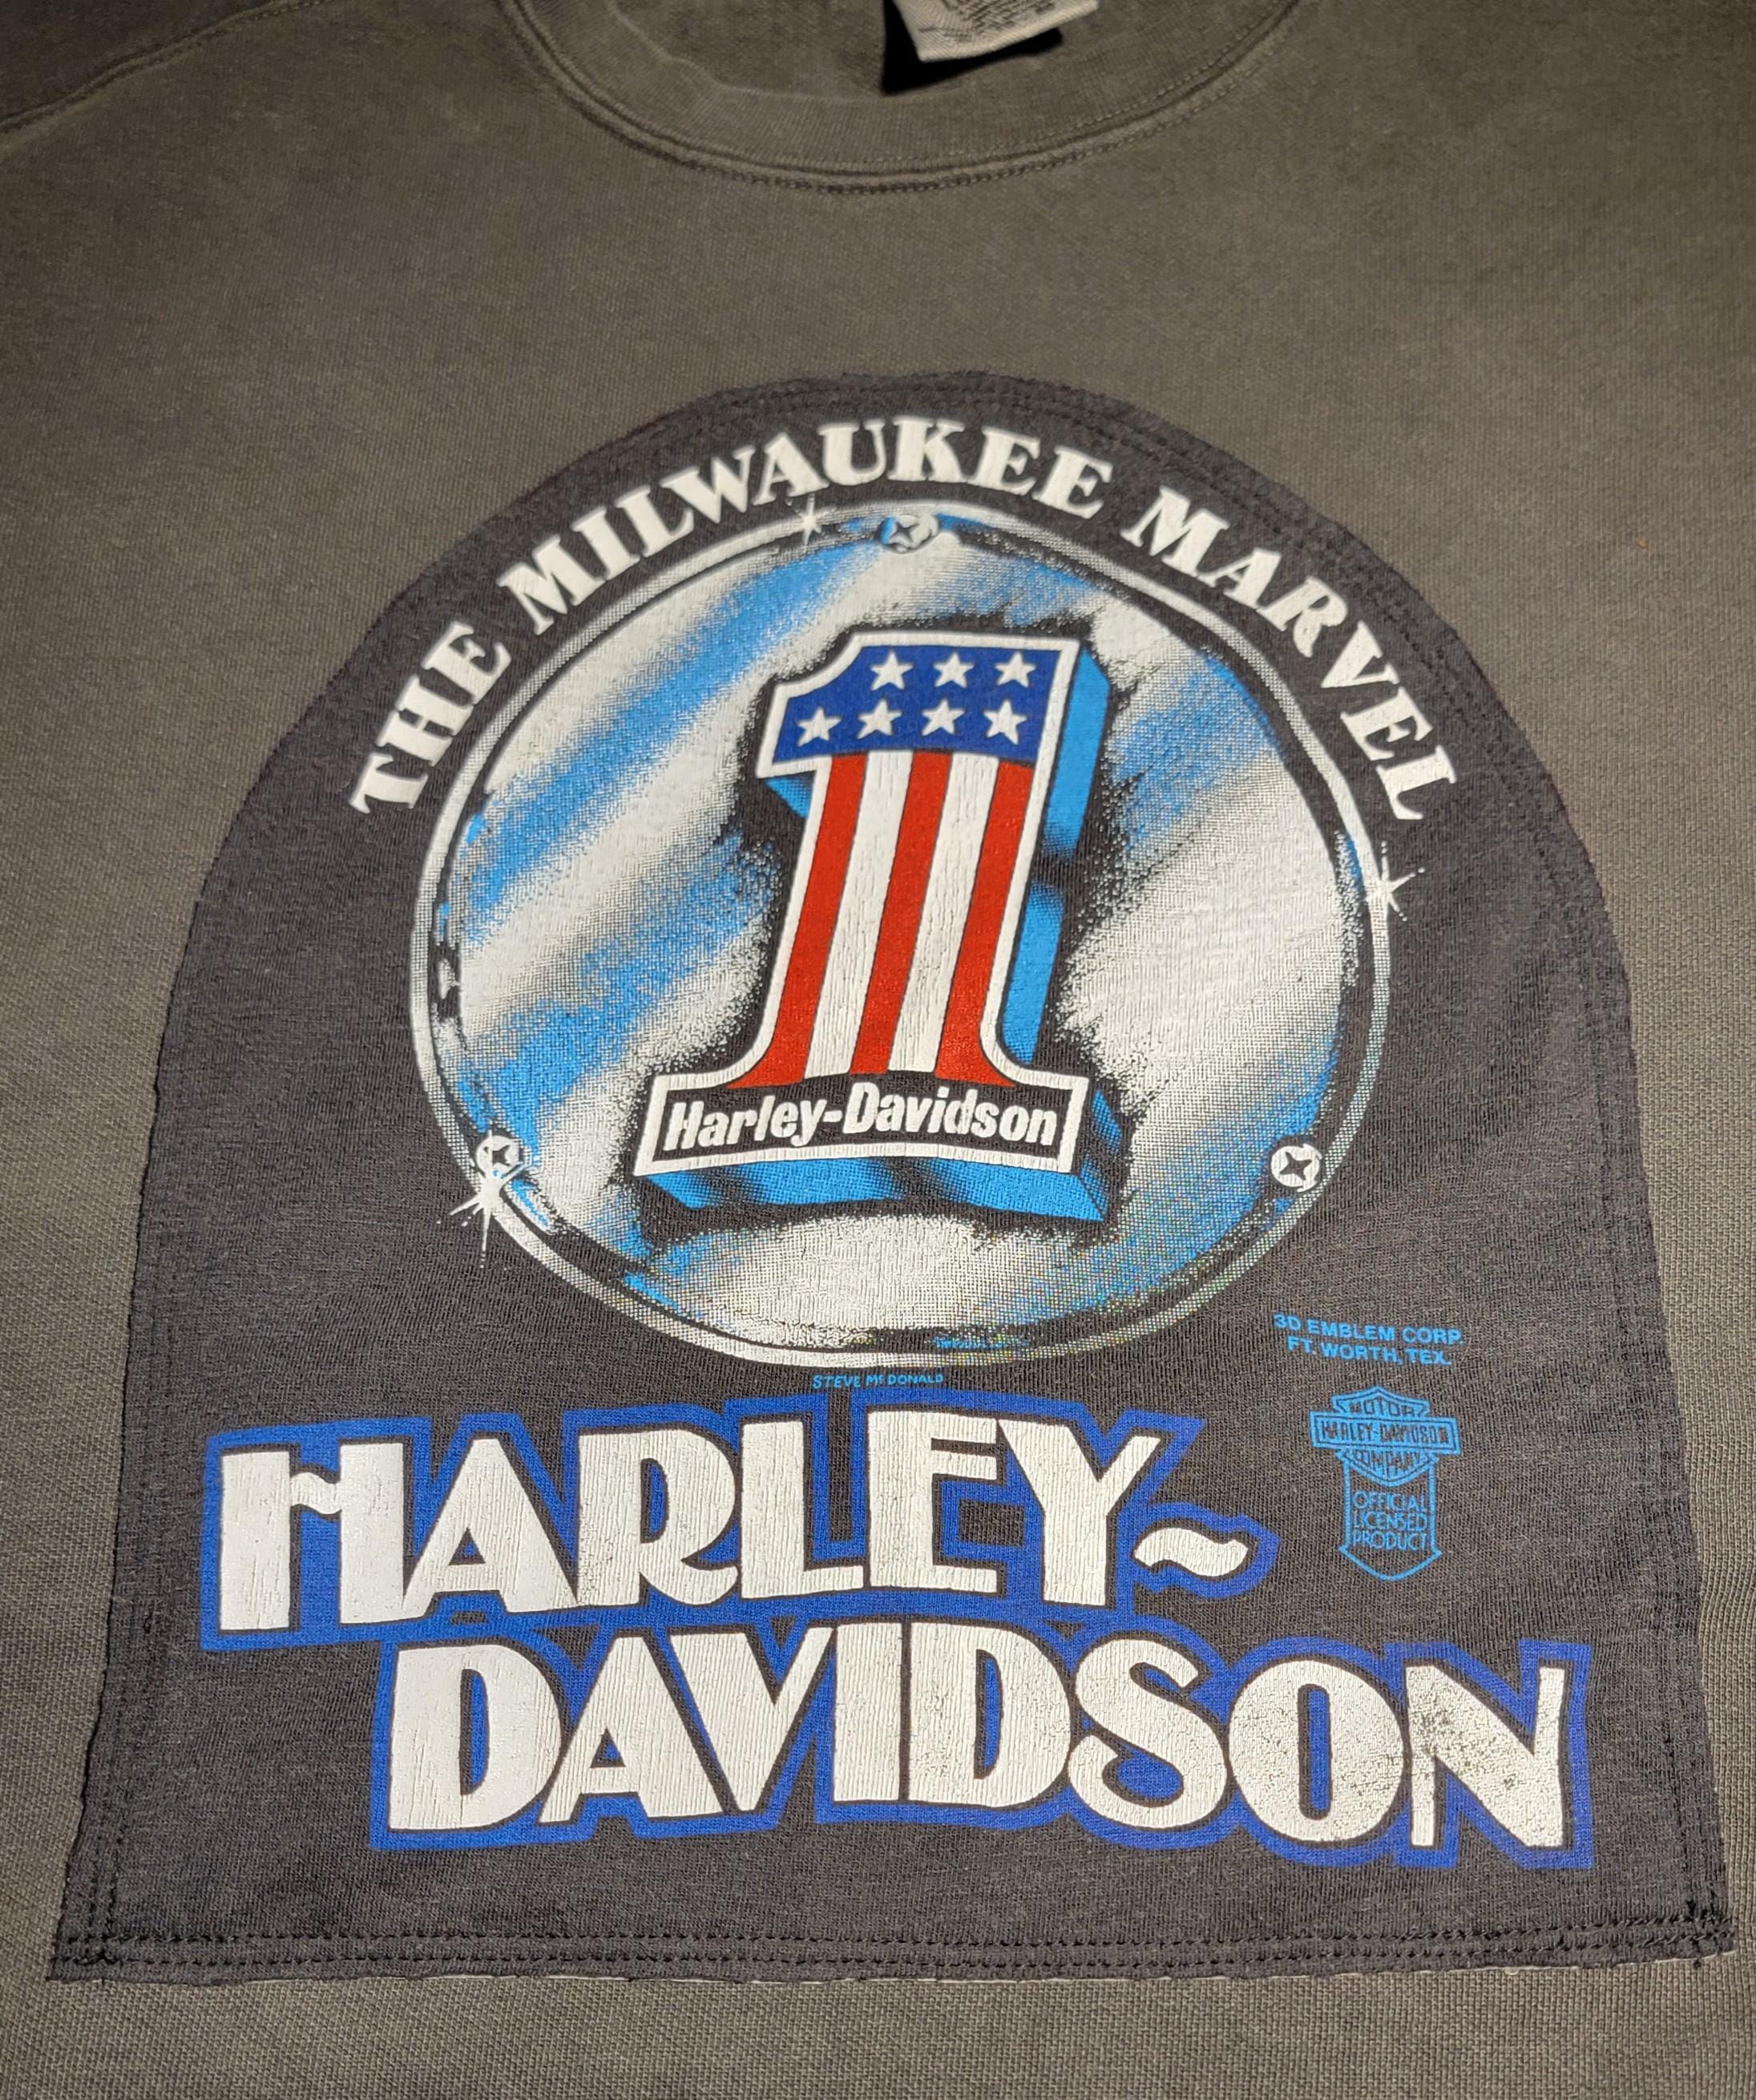 THE MILWAUKEE MARVEL
Harley-Davidson
3D EMBLEM CORP.
FT. WORTH, TEX.
STEVE McDONALD
MOTOR
HARLEY-DAVIDSON
COMPANY
OFFICIAL
LICENSED
PRODUCT
HARLEY~
DAVIDSON